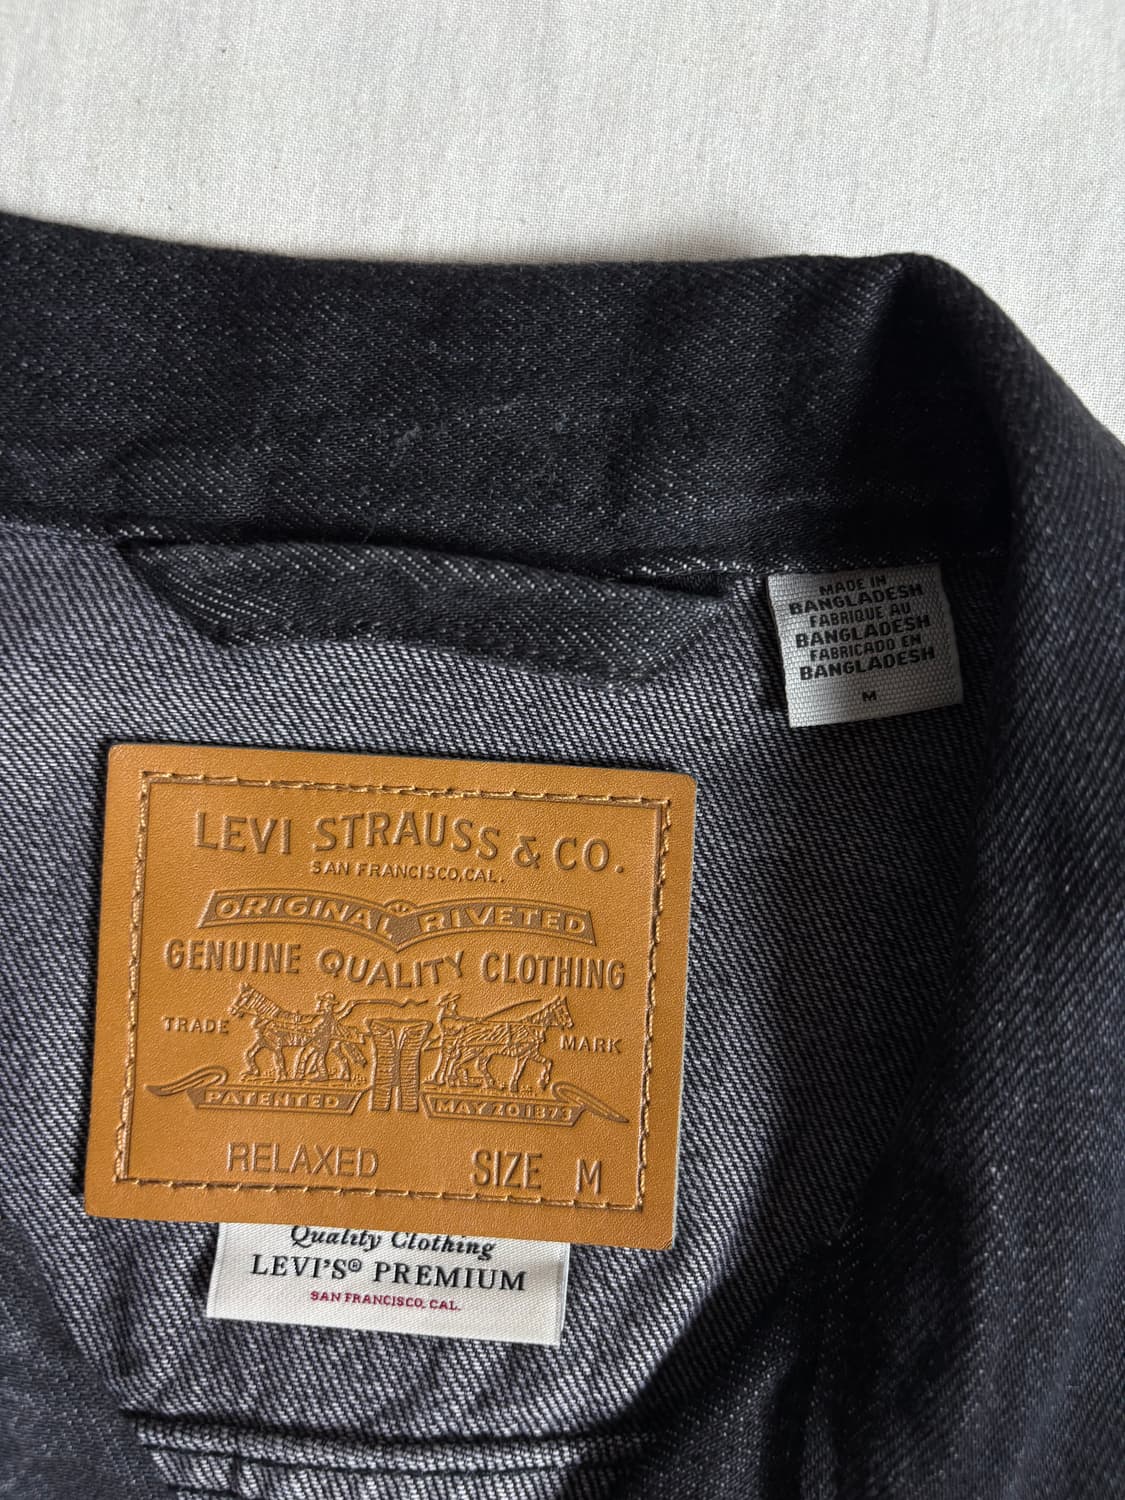 MADE IN
BANGLADESH
FABRIQUE AU
BANGLADESH
FABRICADO EN
BANGLADESH
M
LEVI STRAUSS & CO.
SAN FRANCISCO, CAL.
ORIGINAL RIVETED
GENUINE QUALITY CLOTHING
TRADE MARK
PATENTED MAY 20 1873
RELAXED SIZE M
Quality Clothing
LEVI'S® PREMIUM
SAN FRANCISCO, CAL.